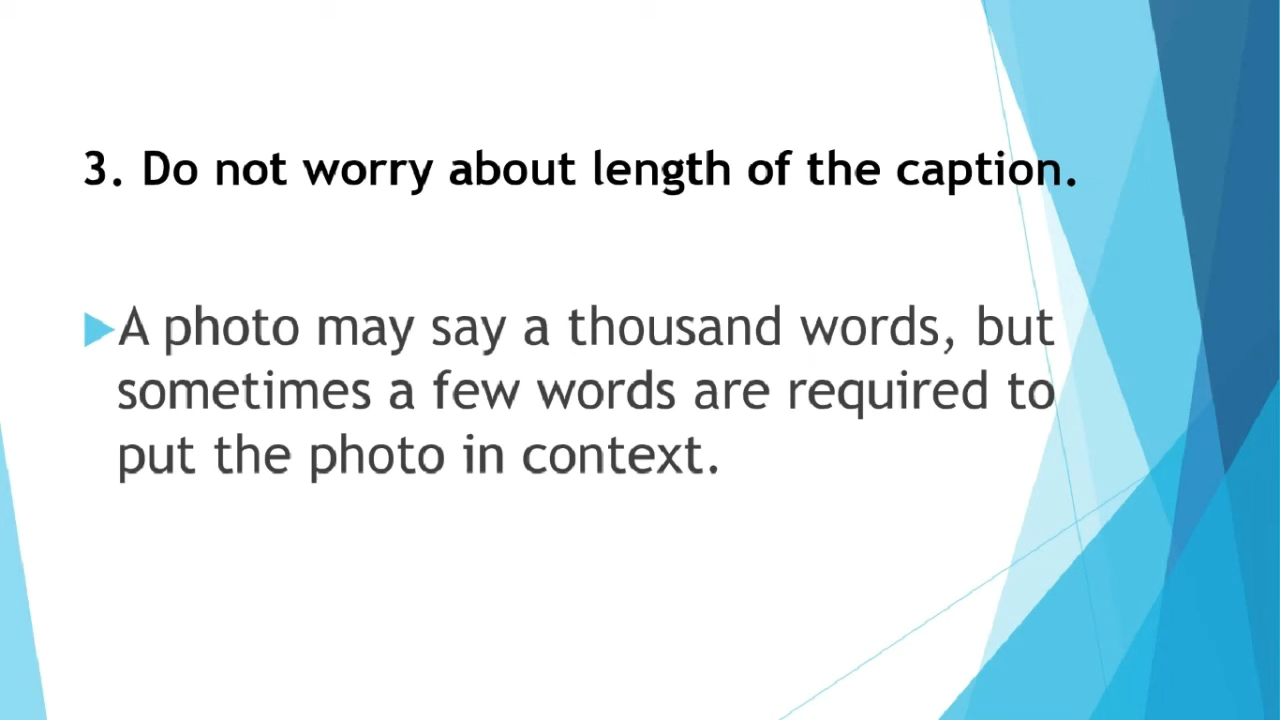 3. Do not worry about length of the caption.
A photo may say a thousand words, but
sometimes a few words are required to
put the photo in context.